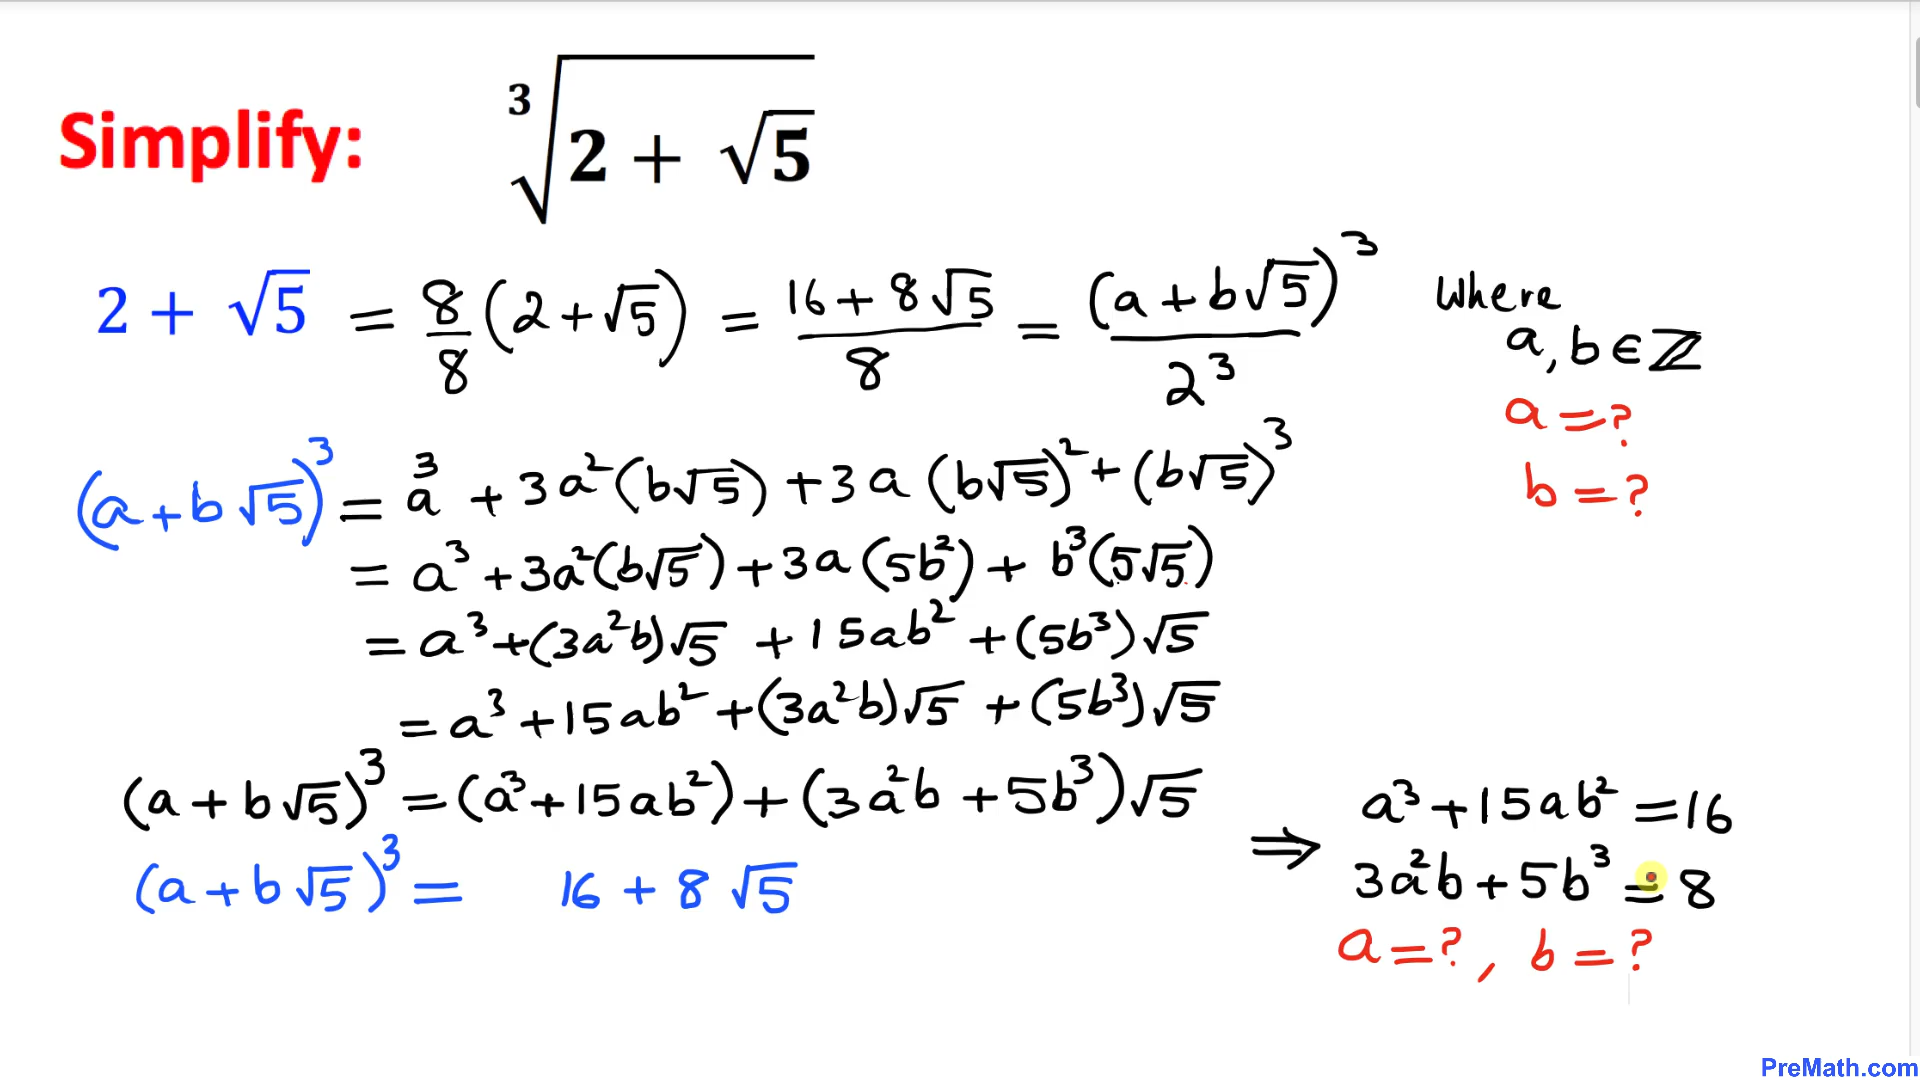 Simplify: ∛(2 + √5)
2 + √5 = 8/8 (2 + √5) = (16 + 8√5)/8 = (a + b√5)³/2³ Where
a, b ∈ ℤ
a = ?
b = ?
(a + b√5)³ = a³ + 3a²(b√5) + 3a(b√5)² + (b√5)³
= a³ + 3a²(b√5) + 3a(5b²) + b³(5√5)
= a³ + (3a²b)√5 + 15ab² + (5b³)√5
= a³ + 15ab² + (3a²b)√5 + (5b³)√5
(a + b√5)³ = (a³ + 15ab²) + (3a²b + 5b³)√5
(a + b√5)³ = 16 + 8√5
⇒ a³ + 15ab² = 16
3a²b + 5b³ = 8
a = ?, b = ?
PreMath.com